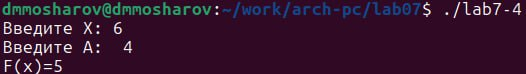 dmmosharov@dmmosharov:~/work/arch-pc/lab07$ ./lab7-4
Введите X: 6
Введите A:  4
F(x)=5